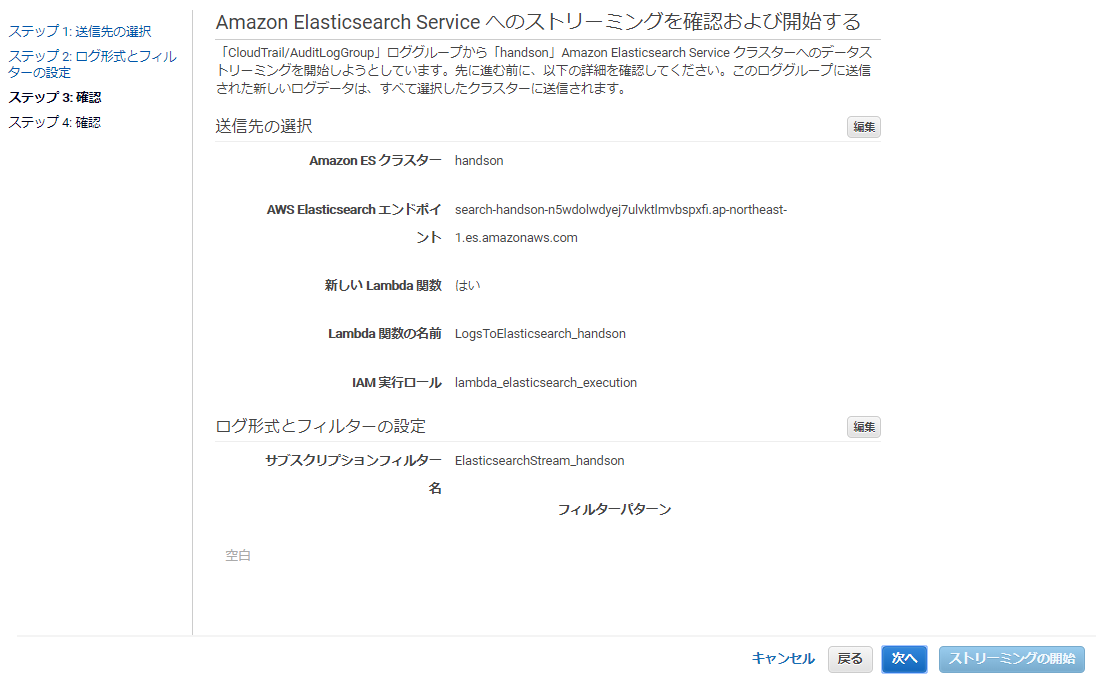 ステップ 1: 送信先の選択
ステップ 2: ログ形式とフィル
ターの設定
ステップ 3: 確認
ステップ 4: 確認
Amazon Elasticsearch Service へのストリーミングを確認および開始する
「CloudTrail/AuditLogGroup」ロググループから「handson」Amazon Elasticsearch Service クラスターへのデータス
トリーミングを開始しようとしています。先に進む前に、以下の詳細を確認してください。このロググループに送信
された新しいログデータは、すべて選択したクラスターに送信されます。
送信先の選択 編集
Amazon ES クラスター handson
AWS Elasticsearch エンドポイ search-handson-n5wdolwdyej7ulvktlmvbspxfi.ap-northeast-
ント 1.es.amazonaws.com
新しい Lambda 関数 はい
Lambda 関数の名前 LogsToElasticsearch_handson
IAM 実行ロール lambda_elasticsearch_execution
ログ形式とフィルターの設定 編集
サブスクリプションフィルター ElasticsearchStream_handson
名
フィルターパターン
空白
キャンセル 戻る 次へ ストリーミングの開始